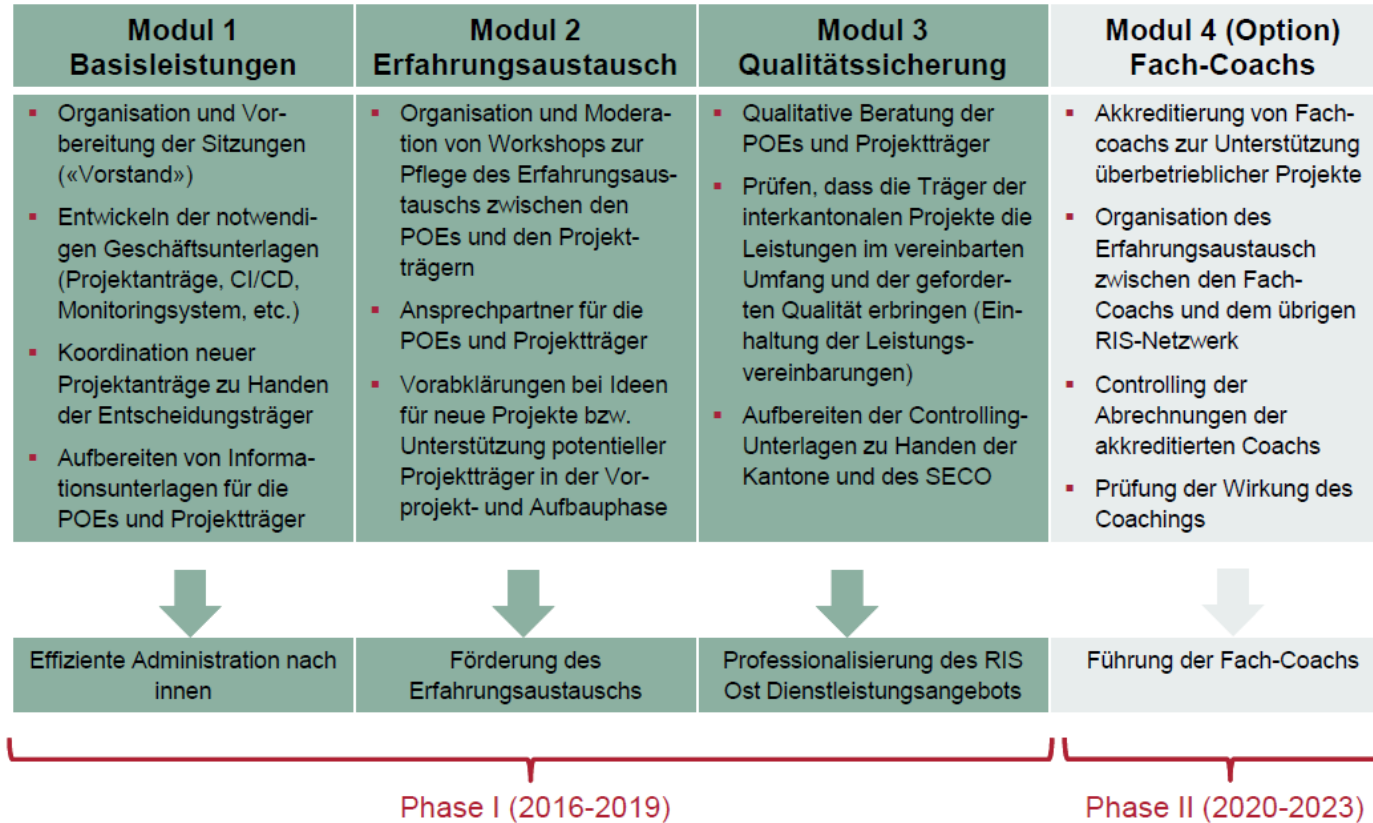 Modul 1
Basisleistungen
▪ Organisation und Vor-
bereitung der Sitzungen
(«Vorstand»)
▪ Entwickeln der notwendi-
gen Geschäftsunterlagen
(Projektanträge, CI/CD,
Monitoringsystem, etc.)
▪ Koordination neuer
Projektanträge zu Handen
der Entscheidungsträger
▪ Aufbereiten von Informa-
tionsunterlagen für die
POEs und Projektträger
Effiziente Administration nach
innen
Modul 2
Erfahrungsaustausch
▪ Organisation und Modera-
tion von Workshops zur
Pflege des Erfahrungsaus-
tauschs zwischen den
POEs und den Projekt-
trägern
▪ Ansprechpartner für die
POEs und Projektträger
▪ Vorabklärungen bei Ideen
für neue Projekte bzw.
Unterstützung potentieller
Projektträger in der Vor-
projekt- und Aufbauphase
Förderung des
Erfahrungsaustauschs
Modul 3
Qualitätssicherung
▪ Qualitative Beratung der
POEs und Projektträger
▪ Prüfen, dass die Träger der
interkantonalen Projekte die
Leistungen im vereinbarten
Umfang und der geforder-
ten Qualität erbringen (Ein-
haltung der Leistungs-
vereinbarungen)
▪ Aufbereiten der Controlling-
Unterlagen zu Handen der
Kantone und des SECO
Professionalisierung des RIS
Ost Dienstleistungsangebots
Modul 4 (Option)
Fach-Coachs
▪ Akkreditierung von Fach-
coachs zur Unterstützung
überbetrieblicher Projekte
▪ Organisation des
Erfahrungsaustausch
zwischen den Fach-
Coachs und dem übrigen
RIS-Netzwerk
▪ Controlling der
Abrechnungen der
akkreditierten Coachs
▪ Prüfung der Wirkung des
Coachings
Führung der Fach-Coachs
Phase I (2016-2019)
Phase II (2020-2023)